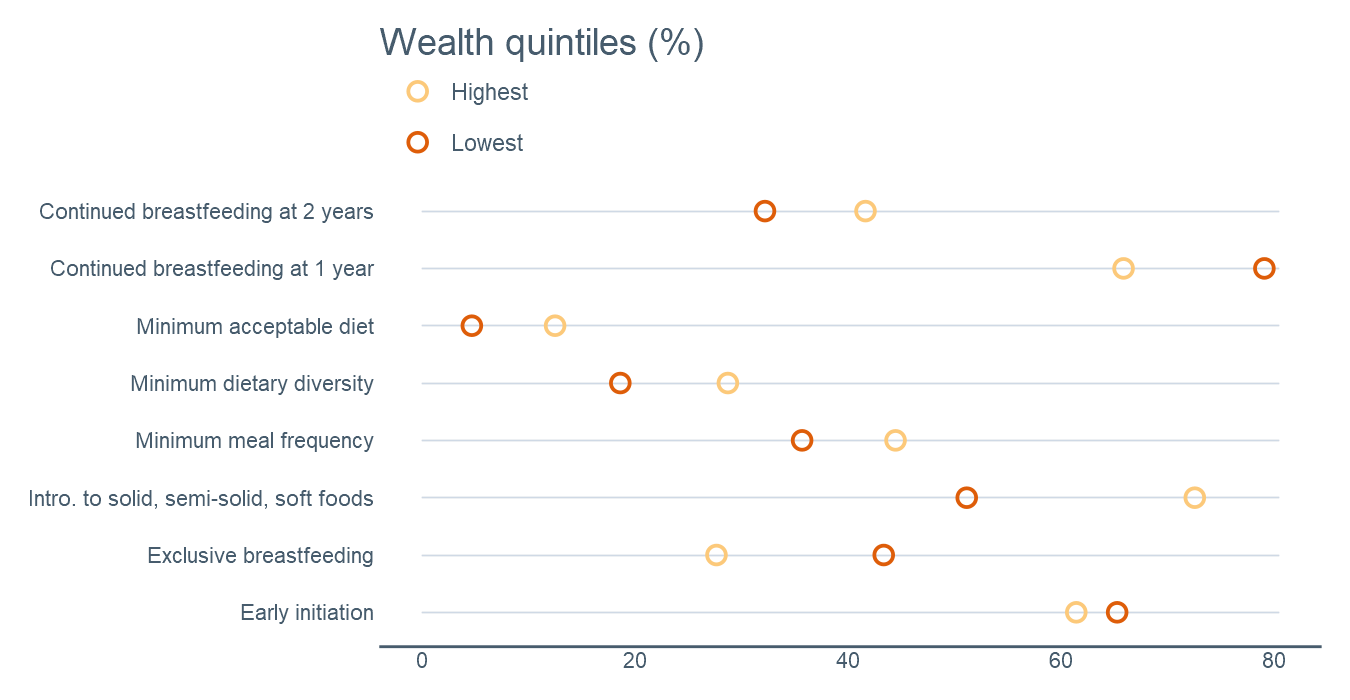 Wealth quintiles (%)
Highest
Lowest
Continued breastfeeding at 2 years
Continued breastfeeding at 1 year
Minimum acceptable diet
Minimum dietary diversity
Minimum meal frequency
Intro. to solid, semi-solid, soft foods
Exclusive breastfeeding
Early initiation
0 20 40 60 80